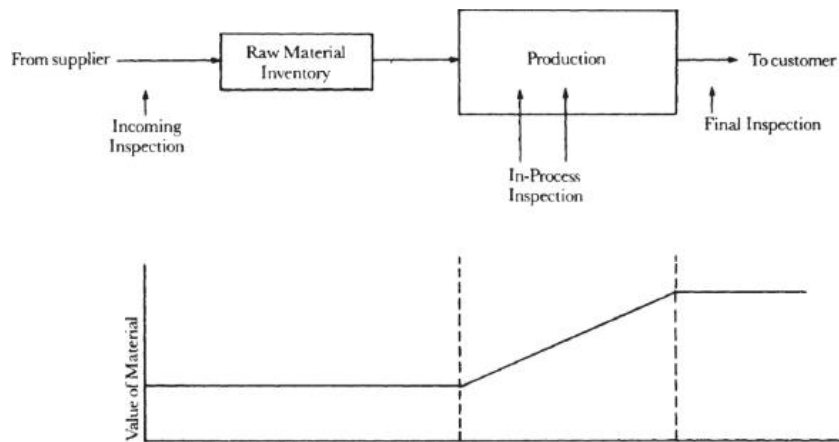 From supplier
Raw Material
Inventory
Production
To customer
Incoming
Inspection
Final Inspection
In-Process
Inspection
Value of Material